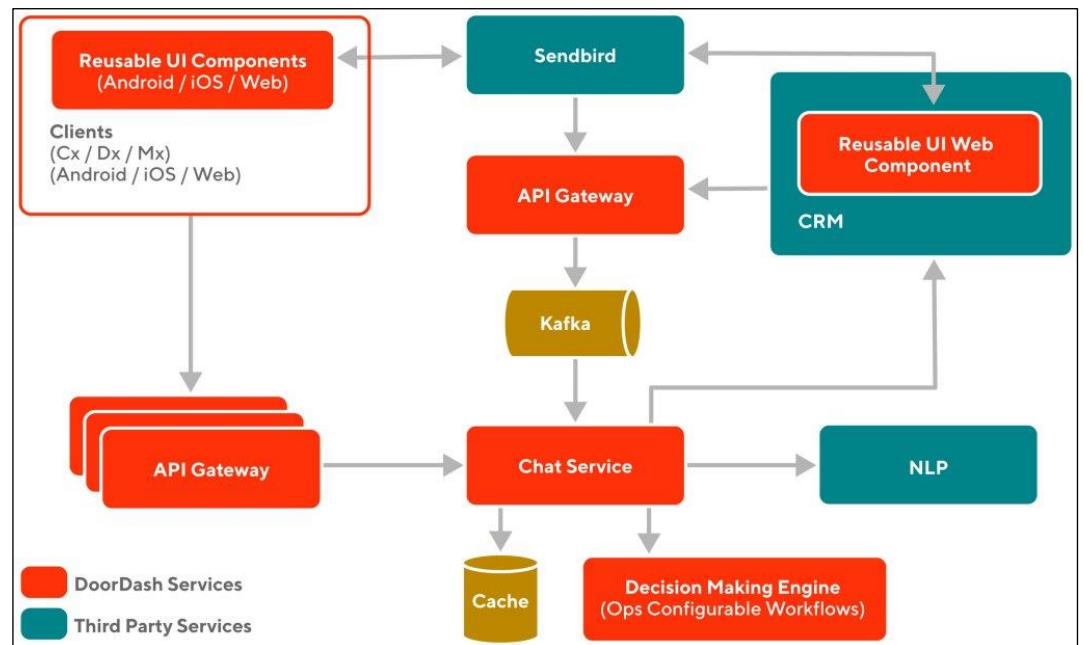 Reusable UI Components
(Android / iOS / Web)
Clients
(Cx / Dx / Mx)
(Android / iOS / Web)
Sendbird
Reusable UI Web
Component
CRM
API Gateway
Kafka
API Gateway
Chat Service
NLP
Cache
Decision Making Engine
(Ops Configurable Workflows)
DoorDash Services
Third Party Services